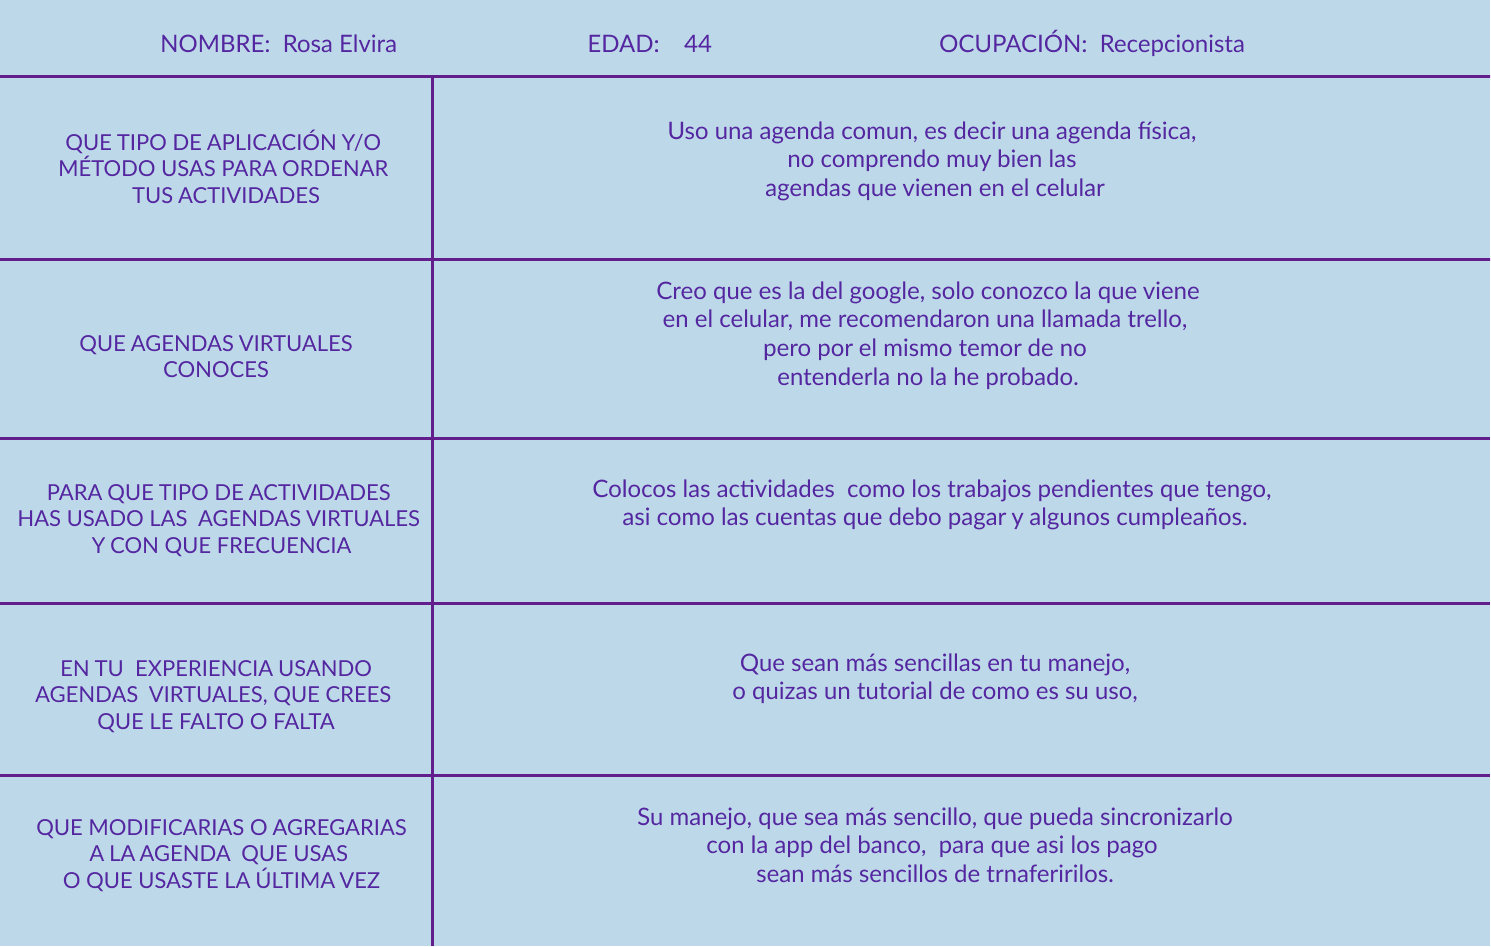 NOMBRE: Rosa Elvira EDAD: 44 OCUPACIÓN: Recepcionista
QUE TIPO DE APLICACIÓN Y/O
MÉTODO USAS PARA ORDENAR
TUS ACTIVIDADES
Uso una agenda comun, es decir una agenda física,
no comprendo muy bien las
agendas que vienen en el celular
QUE AGENDAS VIRTUALES
CONOCES
Creo que es la del google, solo conozco la que viene
en el celular, me recomendaron una llamada trello,
pero por el mismo temor de no
entenderla no la he probado.
PARA QUE TIPO DE ACTIVIDADES
HAS USADO LAS AGENDAS VIRTUALES
Y CON QUE FRECUENCIA
Colocos las actividades como los trabajos pendientes que tengo,
asi como las cuentas que debo pagar y algunos cumpleaños.
EN TU EXPERIENCIA USANDO
AGENDAS VIRTUALES, QUE CREES
QUE LE FALTO O FALTA
Que sean más sencillas en tu manejo,
o quizas un tutorial de como es su uso,
QUE MODIFICARIAS O AGREGARIAS
A LA AGENDA QUE USAS
O QUE USASTE LA ÚLTIMA VEZ
Su manejo, que sea más sencillo, que pueda sincronizarlo
con la app del banco, para que asi los pago
sean más sencillos de trnaferirilos.